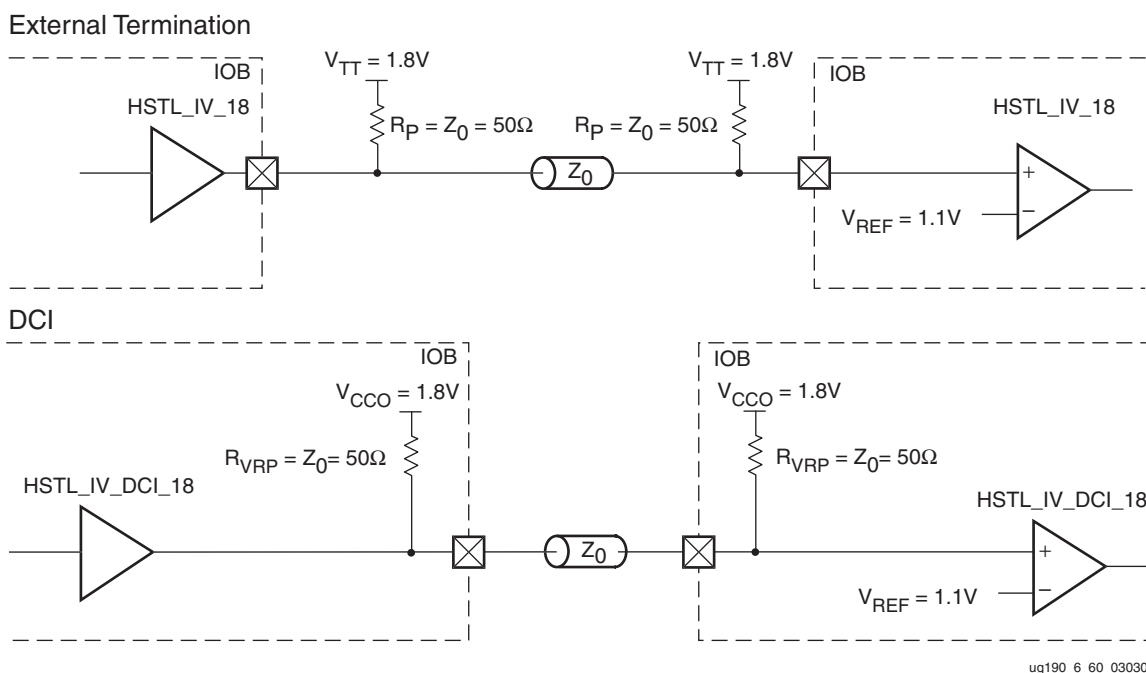 External Termination
IOB
V_TT = 1.8V
V_TT = 1.8V
IOB
HSTL_IV_18
HSTL_IV_18
R_P = Z_0 = 50Ω
R_P = Z_0 = 50Ω
Z_0
+
V_REF = 1.1V
−
DCI
IOB
IOB
V_CCO = 1.8V
V_CCO = 1.8V
R_VRP = Z_0= 50Ω
R_VRP = Z_0= 50Ω
HSTL_IV_DCI_18
HSTL_IV_DCI_18
Z_0
+
V_REF = 1.1V
−
ug190_6_60_03030